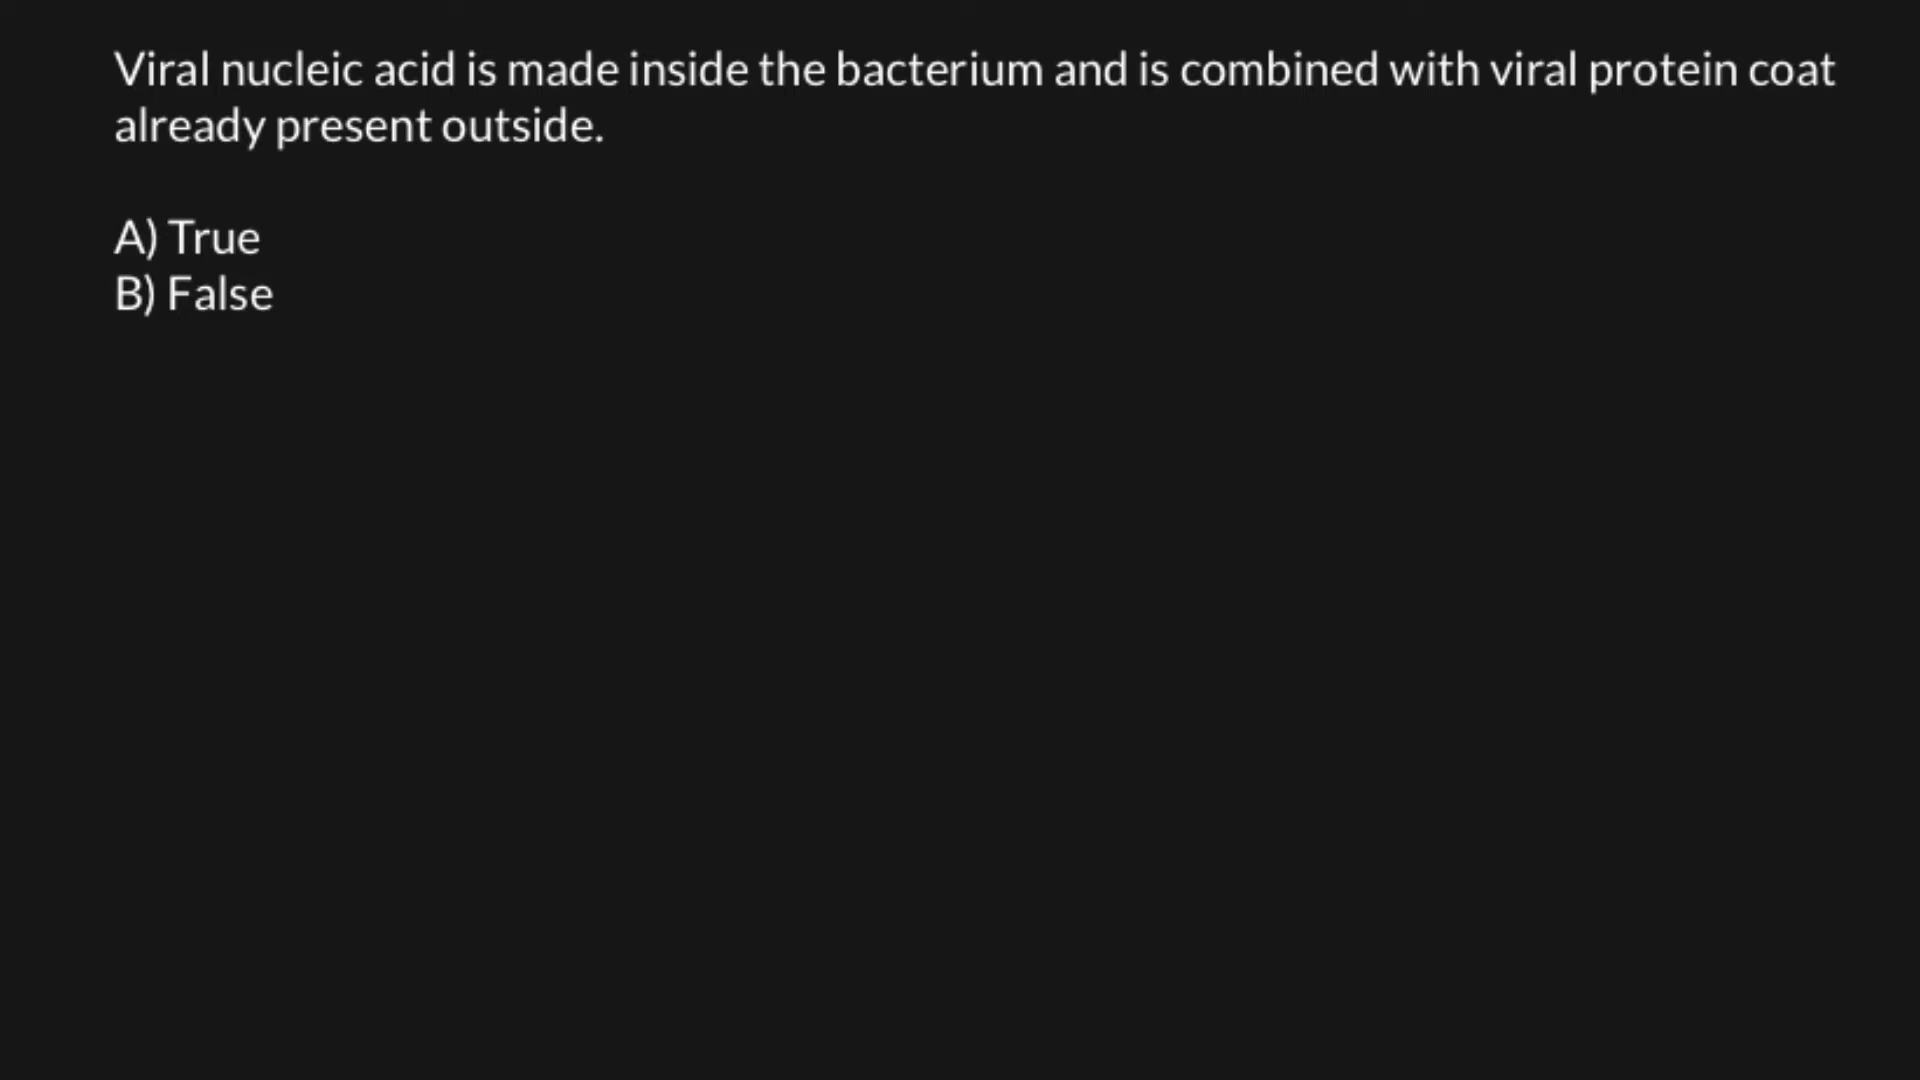 Viral nucleic acid is made inside the bacterium and is combined with viral protein coat
already present outside.
A) True
B) False